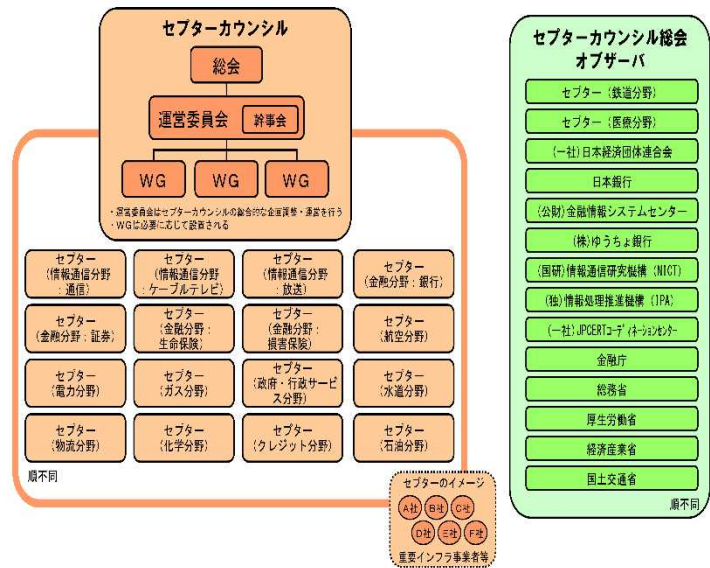 セプターカウンシル
総会
運営委員会
幹事会
WG
WG
WG
・運営委員会はセプターカウンシルの総合的な企画調整・運営を行う
・WGは必要に応じて設置される
セプター
(情報通信分野
:通信)
セプター
(情報通信分野
:ケーブルテレビ)
セプター
(情報通信分野
:放送)
セプター
(金融分野:銀行)
セプター
(金融分野:証券)
セプター
(金融分野:
生命保険)
セプター
(金融分野:
損害保険)
セプター
(航空分野)
セプター
(電力分野)
セプター
(ガス分野)
セプター
(政府・行政サービ
ス分野)
セプター
(水道分野)
セプター
(物流分野)
セプター
(化学分野)
セプター
(クレジット分野)
セプター
(石油分野)
順不同
セプターのイメージ
A社
B社
C社
D社
E社
F社
重要インフラ事業者等
セプターカウンシル総会
オブザーバ
セプター(鉄道分野)
セプター(医療分野)
(一社)日本経済団体連合会
日本銀行
(公財)金融情報システムセンター
(株)ゆうちょ銀行
(国研)情報通信研究機構(NICT)
(独)情報処理推進機構(IPA)
(一社)JPCERTコーディネーションセンター
金融庁
総務省
厚生労働省
経済産業省
国土交通省
順不同